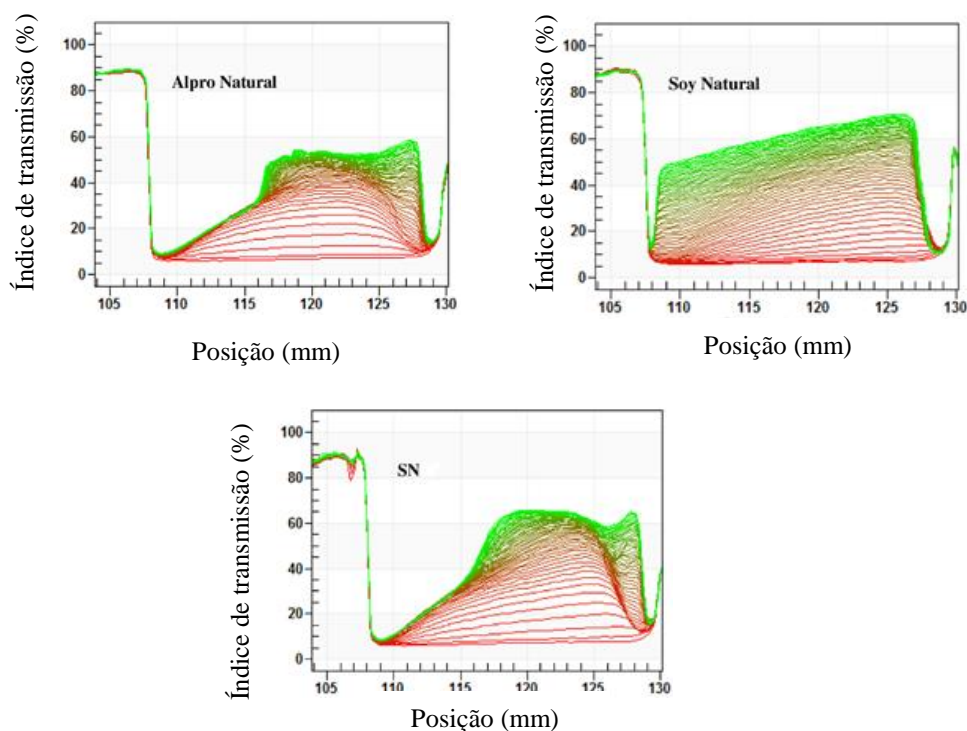 Índice de transmissão (%)
100
80
60
40
20
0
Alpro Natural
105 110 115 120 125 130
Posição (mm)
Índice de transmissão (%)
100
80
60
40
20
0
Soy Natural
105 110 115 120 125 130
Posição (mm)
Índice de transmissão (%)
100
80
60
40
20
0
SN
105 110 115 120 125 130
Posição (mm)